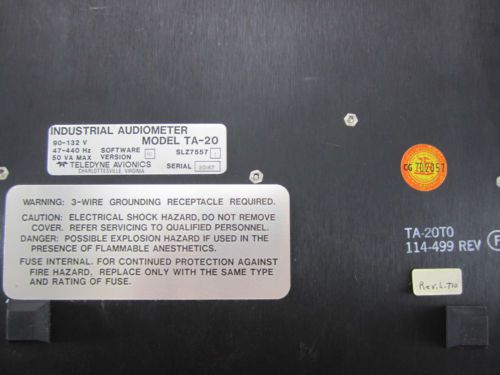 INDUSTRIAL AUDIOMETER
90-132 V MODEL TA-20
47-440 Hz SOFTWARE SLZ7557
50 VA MAX VERSION
TELEDYNE AVIONICS SERIAL
CHARLOTTESVILLE, VIRGINIA
WARNING: 3-WIRE GROUNDING RECEPTACLE REQUIRED.
CAUTION: ELECTRICAL SHOCK HAZARD, DO NOT REMOVE
COVER. REFER SERVICING TO QUALIFIED PERSONNEL.
DANGER: POSSIBLE EXPLOSION HAZARD IF USED IN THE
PRESENCE OF FLAMMABLE ANESTHETICS.
FUSE INTERNAL. FOR CONTINUED PROTECTION AGAINST
FIRE HAZARD, REPLACE ONLY WITH THE SAME TYPE
AND RATING OF FUSE.
CG 702057
TA-20TO
114-499 REV F